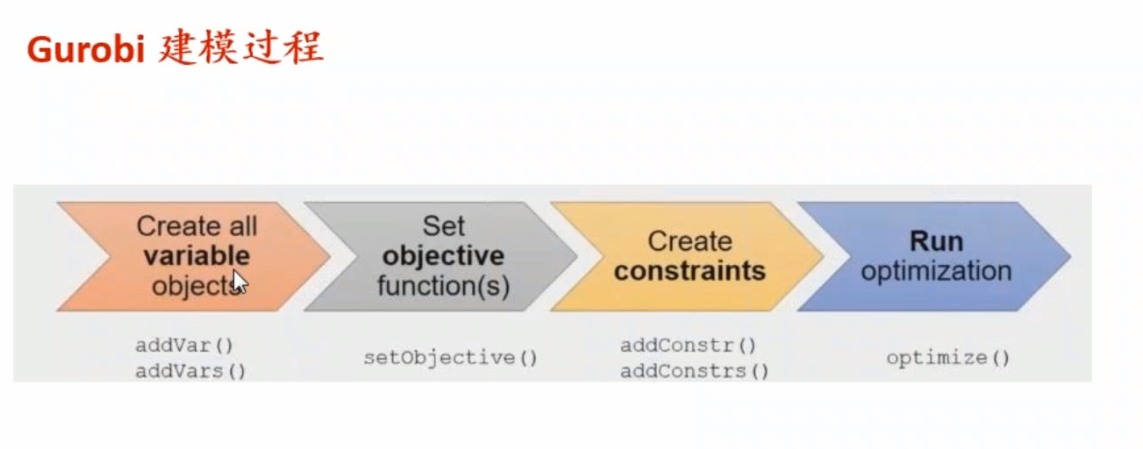 Gurobi 建模过程
Create all
variable
objects
addVar()
addVars()
Set
objective
function(s)
setObjective()
Create
constraints
addConstr()
addConstrs()
Run
optimization
optimize()